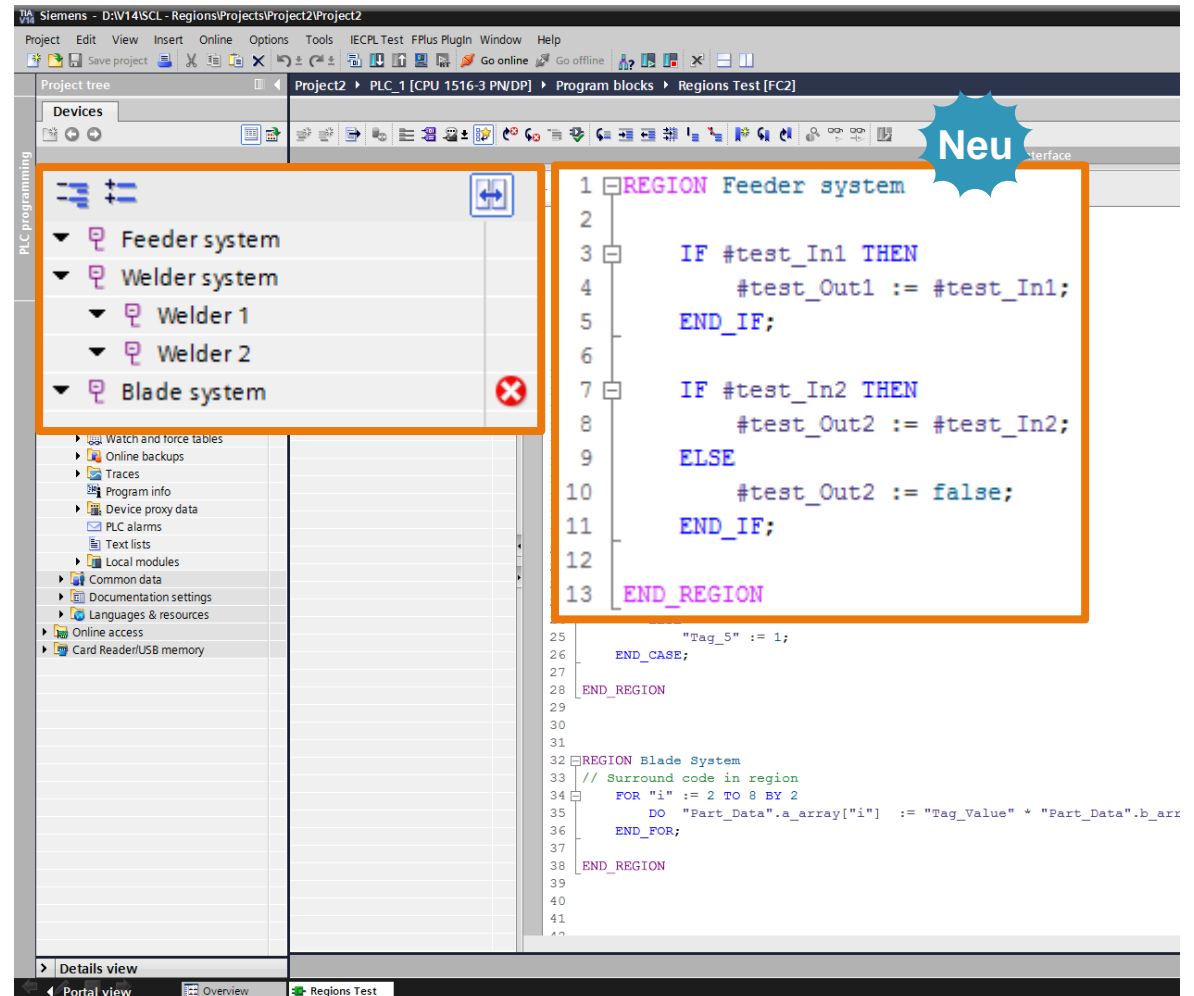 TIA V14 Siemens - D:\V14\SCL - Regions\Projects\Project2\Project2
Project Edit View Insert Online Options Tools IECPL Test FPlus PlugIn Window Help
Save project Go online Go offline
Project tree
Project2 PLC_1 [CPU 1516-3 PN/DP] Program blocks Regions Test [FC2]
Devices
Neu
terface
PLC programming
Feeder system
Welder system
Welder 1
Welder 2
Blade system
1 REGION Feeder system
2
3 IF #test_In1 THEN
4 #test_Out1 := #test_In1;
5 END_IF;
6
7 IF #test_In2 THEN
8 #test_Out2 := #test_In2;
9 ELSE
10 #test_Out2 := false;
11 END_IF;
12
13 END_REGION
Watch and force tables
Online backups
Traces
Program info
Device proxy data
PLC alarms
Text lists
Local modules
Common data
Documentation settings
Languages & resources
Online access
Card Reader/USB memory
25 "Tag_5" := 1;
26 END_CASE;
27
28 END_REGION
29
30
31
32 REGION Blade System
33 // Surround code in region
34 FOR "i" := 2 TO 8 BY 2
35 DO "Part_Data".a_array["i"] := "Tag_Value" * "Part_Data".b_arr
36 END_FOR;
37
38 END_REGION
39
40
41
Details view
Portal view Overview Regions Test